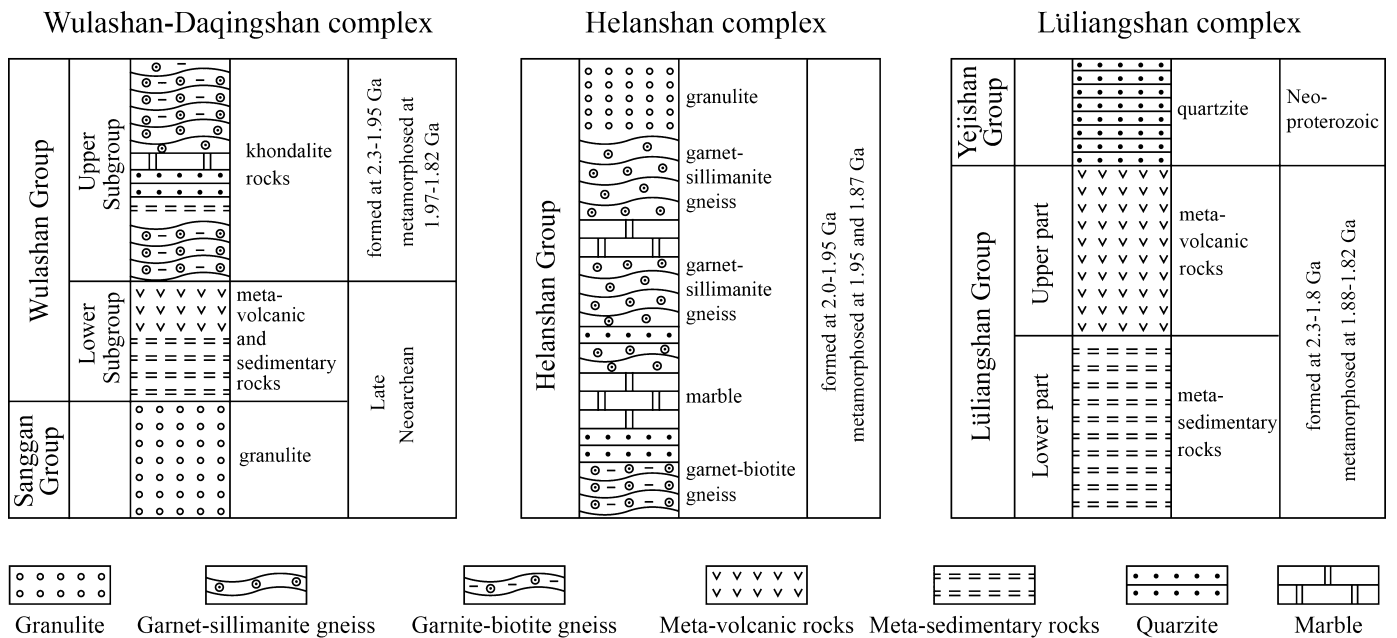 Wulashan-Daqingshan complex
Wulashan Group
Upper
Subgroup
khondalite
rocks
formed at 2.3-1.95 Ga
metamorphosed at
1.97-1.82 Ga
Lower
Subgroup
meta-
volcanic
and
sedimentary
rocks
Late
Neoarchean
Sanggan
Group
granulite
Helanshan complex
Helanshan Group
granulite
garnet-
sillimanite
gneiss
garnet-
sillimanite
gneiss
marble
garnet-biotite
gneiss
formed at 2.0-1.95 Ga
metamorphosed at 1.95 and 1.87 Ga
Lüliangshan complex
Yejishan
Group
quartzite
Neo-
proterozoic
Lüliangshan Group
Upper part
meta-
volcanic
rocks
Lower part
meta-
sedimentary
rocks
formed at 2.3-1.8 Ga
metamorphosed at 1.88-1.82 Ga
Granulite
Garnet-sillimanite gneiss
Garnite-biotite gneiss
Meta-volcanic rocks
Meta-sedimentary rocks
Quarzite
Marble